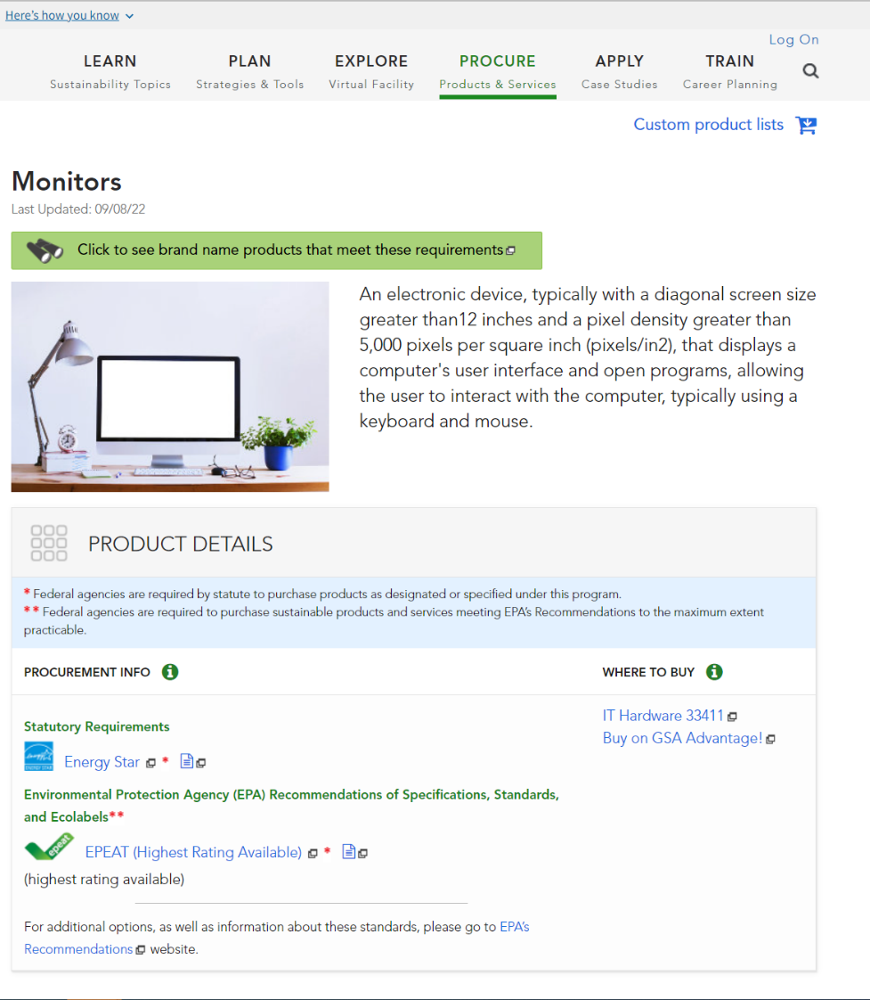 Here's how you know
Log On
LEARN PLAN EXPLORE PROCURE APPLY TRAIN
Sustainability Topics Strategies & Tools Virtual Facility Products & Services Case Studies Career Planning
Custom product lists
Monitors
Last Updated: 09/08/22
Click to see brand name products that meet these requirements
An electronic device, typically with a diagonal screen size
greater than12 inches and a pixel density greater than
5,000 pixels per square inch (pixels/in2), that displays a
computer's user interface and open programs, allowing
the user to interact with the computer, typically using a
keyboard and mouse.
PRODUCT DETAILS
* Federal agencies are required by statute to purchase products as designated or specified under this program.
** Federal agencies are required to purchase sustainable products and services meeting EPA's Recommendations to the maximum extent
practicable.
PROCUREMENT INFO
WHERE TO BUY
Statutory Requirements
ENERGY STAR
Energy Star *
Environmental Protection Agency (EPA) Recommendations of Specifications, Standards,
and Ecolabels**
epeat
EPEAT (Highest Rating Available) *
(highest rating available)
For additional options, as well as information about these standards, please go to EPA's
Recommendations website.
IT Hardware 33411
Buy on GSA Advantage!